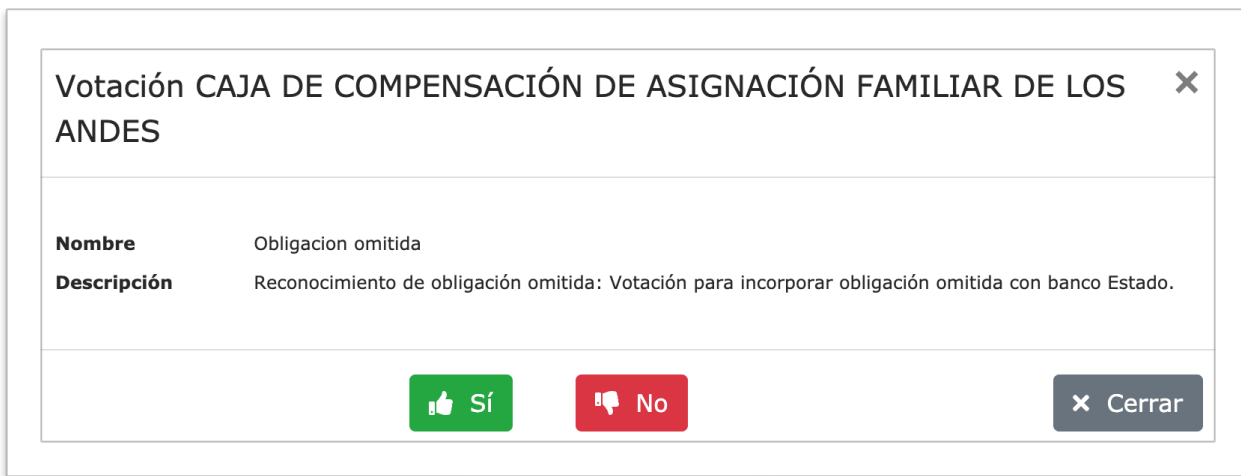 Votación CAJA DE COMPENSACIÓN DE ASIGNACIÓN FAMILIAR DE LOS
ANDES
Nombre Obligacion omitida
Descripción Reconocimiento de obligación omitida: Votación para incorporar obligación omitida con banco Estado.
Sí No Cerrar